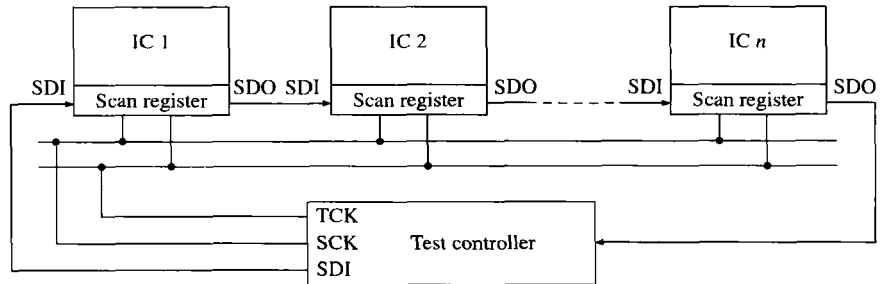 IC 1
IC 2
IC n
SDI
Scan register
SDO
SDI
Scan register
SDO
SDI
Scan register
SDO
TCK
SCK
Test controller
SDI